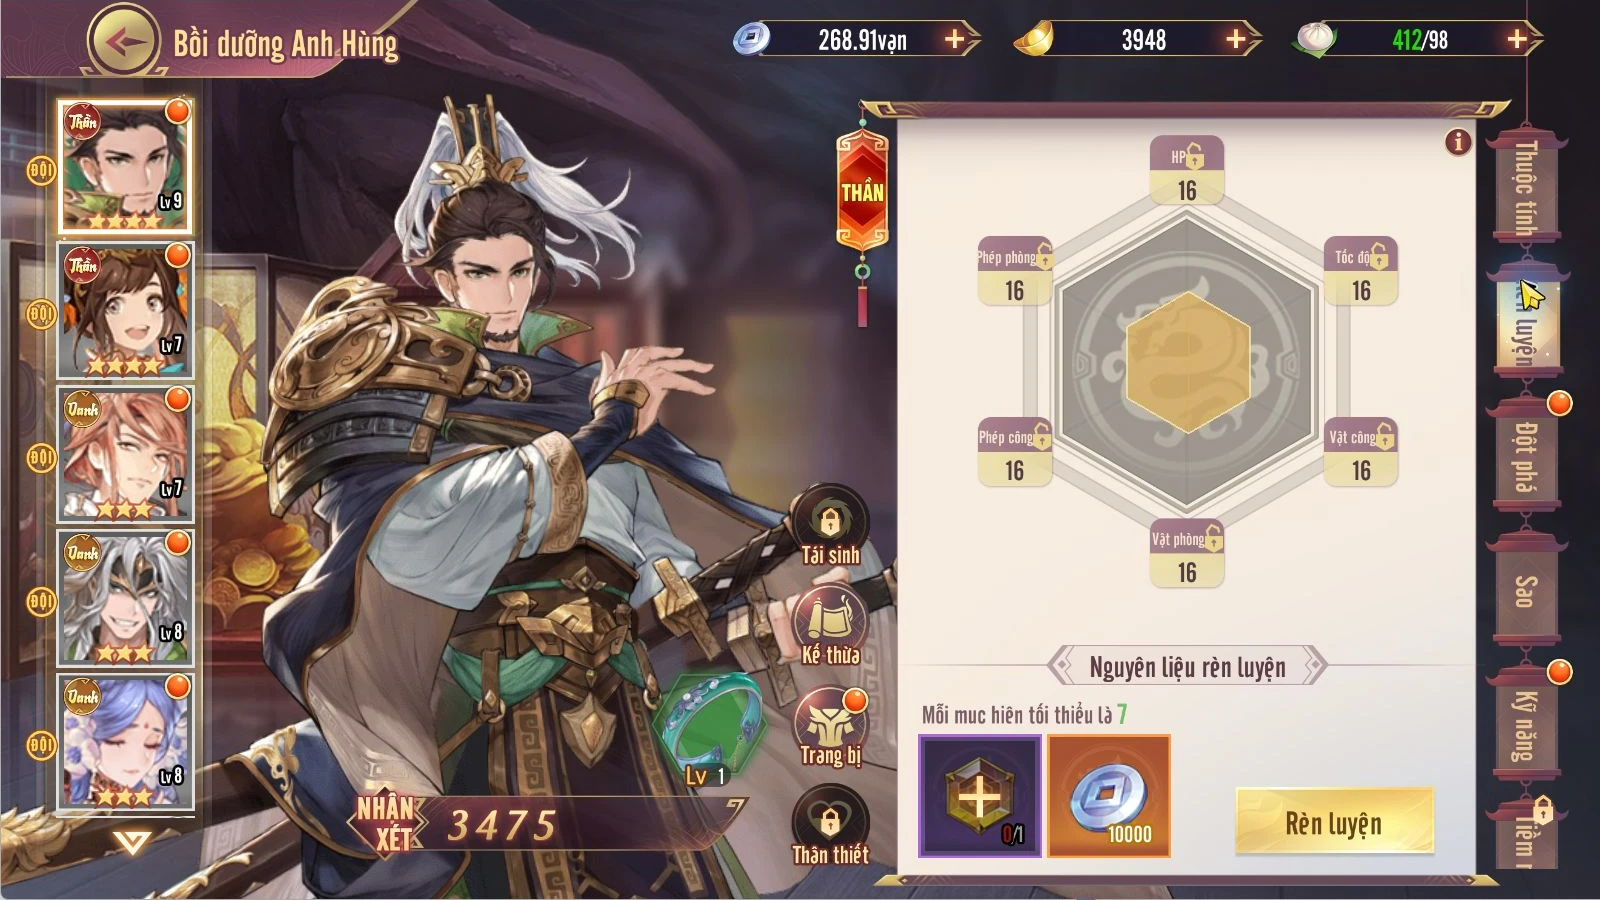 Bồi dưỡng Anh Hùng
268.91vạn
3948
412/98
Thần
ĐỘI
Lv 9
Thần
ĐỘI
Lv 7
Danh
ĐỘI
Lv 7
Danh
ĐỘI
Lv 8
Danh
ĐỘI
Lv 8
THẦN
HP
16
Phép phòng
16
Tốc độ
16
Phép công
16
Vật công
16
Vật phòng
16
Tái sinh
Kế thừa
Trang bị
Thân thiết
Lv 1
NHẬN XÉT
3475
Nguyên liệu rèn luyện
Mỗi mục hiên tối thiểu là 7
0/1
10000
Rèn luyện
Thuộc tính
luyện
Đột phá
Sao
Kỹ năng